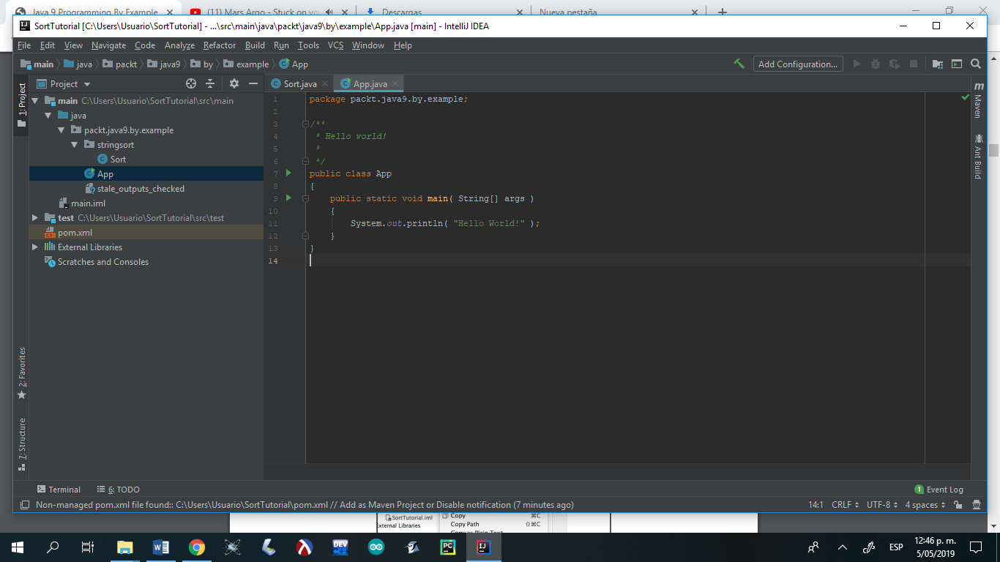 Java 9 Programming By Example
(11) Mars Argo - Stuck on yo
Descargas
Nueva pestaña
SortTutorial [C:\Users\Usuario\SortTutorial] - ...\src\main\java\packt\java9\by\example\App.java [main] - IntelliJ IDEA
File Edit View Navigate Code Analyze Refactor Build Run Tools VCS Window Help
main java packt java9 by example App
Add Configuration...
1: Project
Project
Sort.java
App.java
main C:\Users\Usuario\SortTutorial\src\main
java
packt.java9.by.example
stringsort
Sort
App
stale_outputs_checked
main.iml
test C:\Users\Usuario\SortTutorial\src\test
pom.xml
External Libraries
Scratches and Consoles
1 package packt.java9.by.example;
2
3 /**
4 * Hello world!
5 *
6 */
7 public class App
8 {
9 public static void main( String[] args )
10 {
11 System.out.println( "Hello World!" );
12 }
13 }
14
m Maven
Ant Build
2: Favorites
7: Structure
Terminal
6: TODO
1 Event Log
Non-managed pom.xml file found:: C:\Users\Usuario\SortTutorial\pom.xml // Add as Maven Project or Disable notification (7 minutes ago)
14:1 CRLF UTF-8 4 spaces
SortTutorial.iml
External Libraries
Copy ⌘C
Copy Path ⇧⌘C
DEV C++
PC
IJ
ESP
12:46 p. m.
5/05/2019